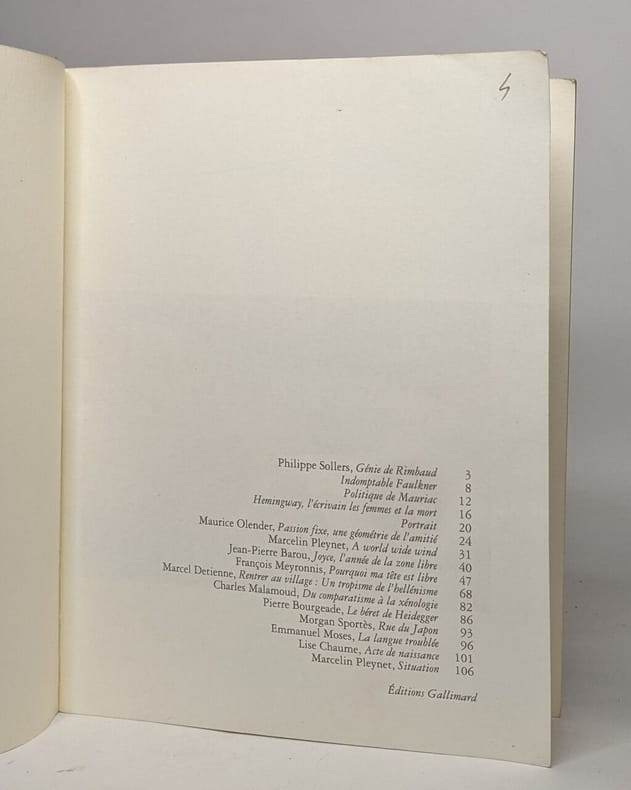 Philippe Sollers, Génie de Rimbaud 3
Indomptable Faulkner 8
Politique de Mauriac 12
Hemingway, l'écrivain les femmes et la mort 16
Portrait 20
Maurice Olender, Passion fixe, une géométrie de l'amitié 24
Marcelin Pleynet, A world wide wind 31
Jean-Pierre Barou, Joyce, l'année de la zone libre 40
François Meyronnis, Pourquoi ma tête est libre 47
Marcel Detienne, Rentrer au village : Un tropisme de l'hellénisme 68
Charles Malamoud, Du comparatisme à la xénologie 82
Pierre Bourgeade, Le béret de Heidegger 86
Morgan Sportès, Rue du Japon 93
Emmanuel Moses, La langue troublée 96
Lise Chaume, Acte de naissance 101
Marcelin Pleynet, Situation 106
Éditions Gallimard